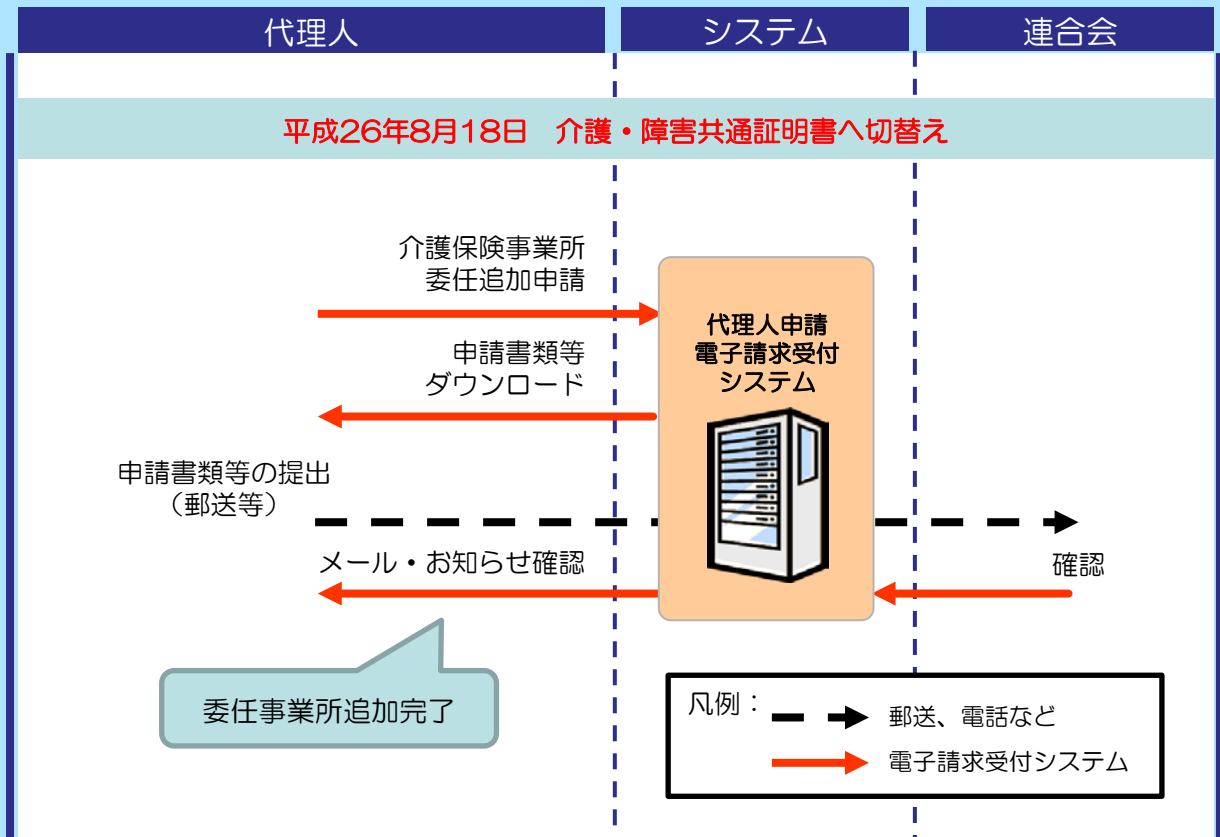 代理人
システム
連合会
平成26年8月18日　介護・障害共通証明書へ切替え
介護保険事業所
委任追加申請
代理人申請
電子請求受付
システム
申請書類等
ダウンロード
申請書類等の提出
（郵送等）
メール・お知らせ確認
確認
委任事業所追加完了
凡例：
郵送、電話など
電子請求受付システム